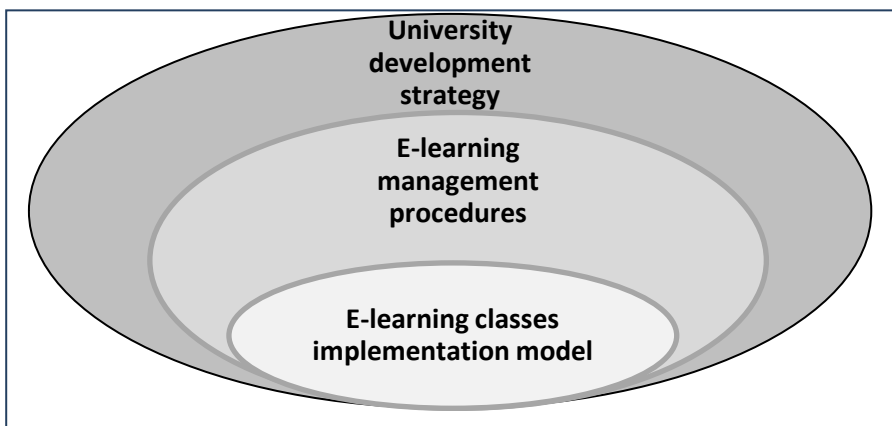 University
development
strategy
E-learning
management
procedures
E-learning classes
implementation model